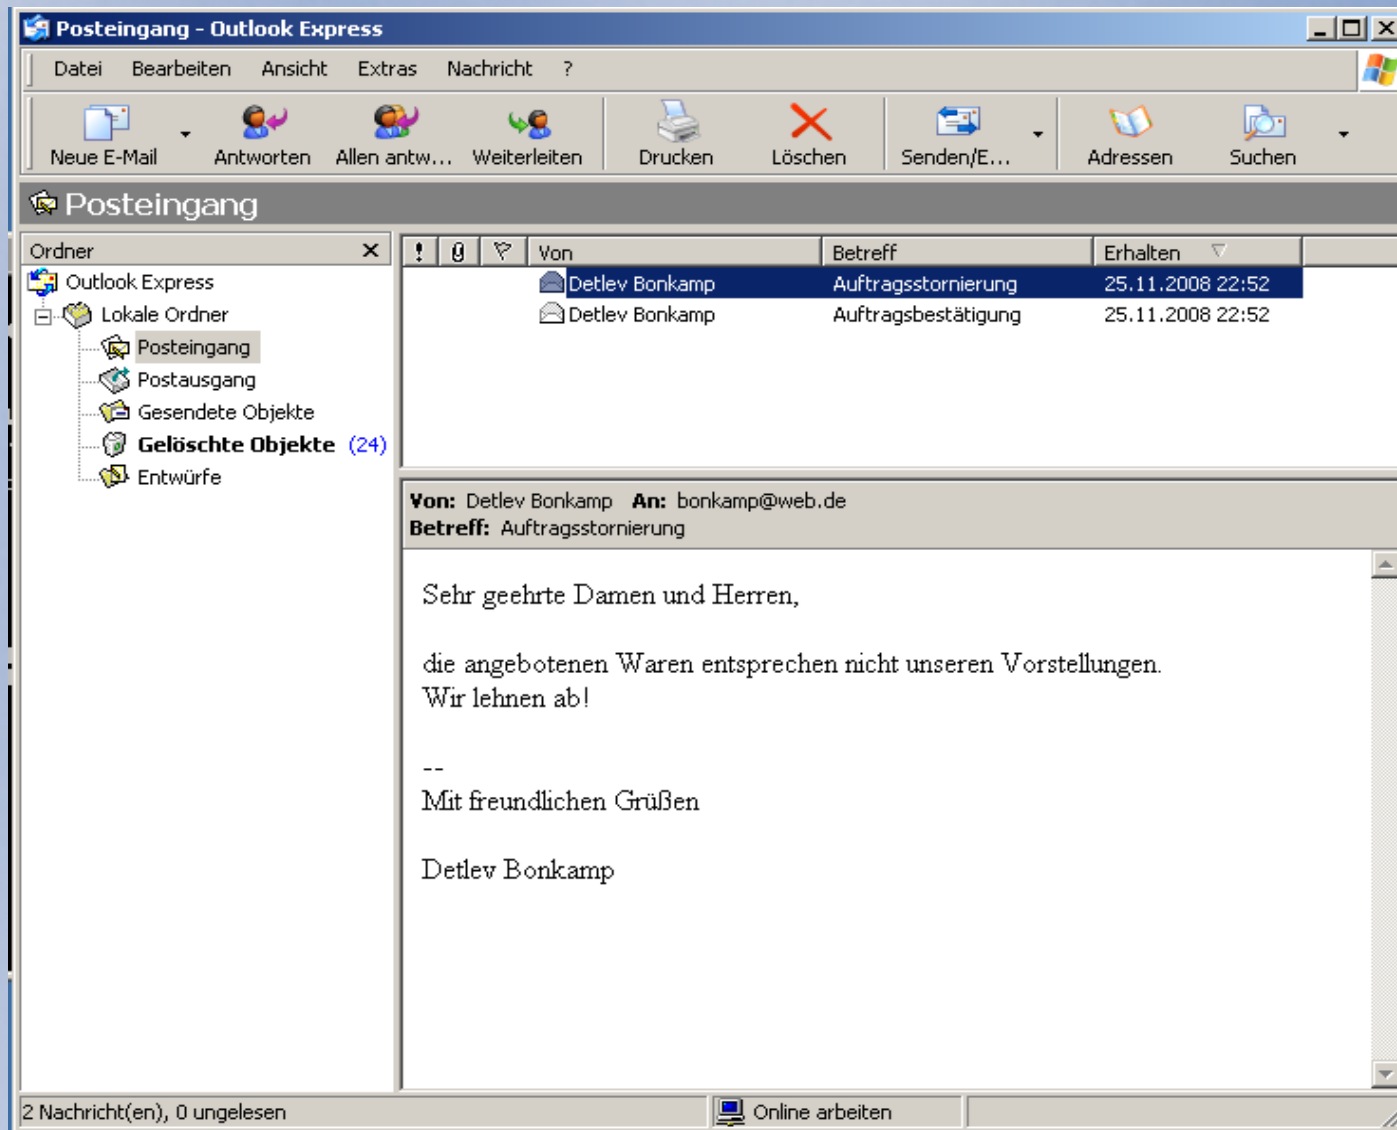 Posteingang - Outlook Express
Datei Bearbeiten Ansicht Extras Nachricht ?
Neue E-Mail Antworten Allen antw... Weiterleiten Drucken Löschen Senden/E... Adressen Suchen
Posteingang
Ordner
Outlook Express
Lokale Ordner
Posteingang
Postausgang
Gesendete Objekte
Gelöschte Objekte (24)
Entwürfe
! Von Betreff Erhalten
Detlev Bonkamp Auftragsstornierung 25.11.2008 22:52
Detlev Bonkamp Auftragsbestätigung 25.11.2008 22:52
Von: Detlev Bonkamp An: bonkamp@web.de
Betreff: Auftragsstornierung
Sehr geehrte Damen und Herren,
die angebotenen Waren entsprechen nicht unseren Vorstellungen.
Wir lehnen ab!
--
Mit freundlichen Grüßen
Detlev Bonkamp
2 Nachricht(en), 0 ungelesen Online arbeiten